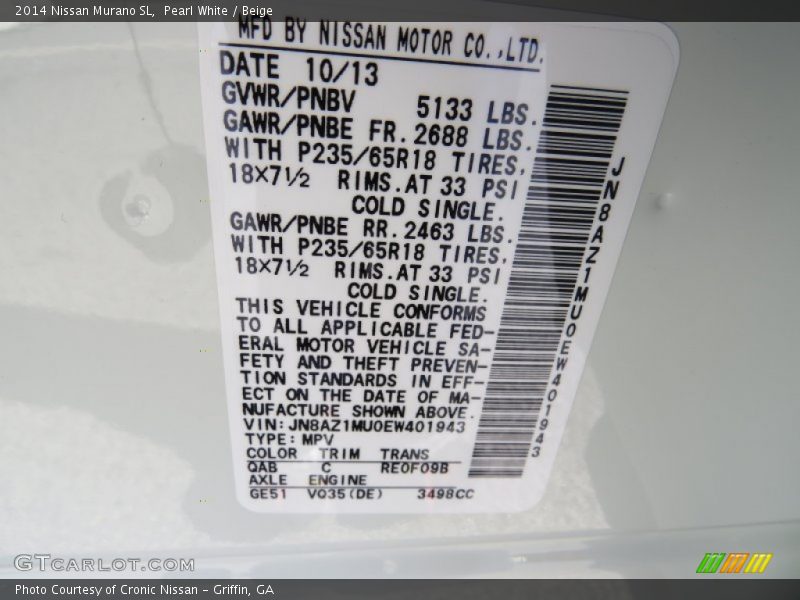 2014 Nissan Murano SL, Pearl White / Beige
MFD BY NISSAN MOTOR CO.,LTD.
DATE 10/13
GVWR/PNBV 5133 LBS.
GAWR/PNBE FR. 2688 LBS.
WITH P235/65R18 TIRES,
18X7½ RIMS. AT 33 PSI
COLD SINGLE.
GAWR/PNBE RR. 2463 LBS.
WITH P235/65R18 TIRES,
18X7½ RIMS. AT 33 PSI
COLD SINGLE.
THIS VEHICLE CONFORMS
TO ALL APPLICABLE FED-
ERAL MOTOR VEHICLE SA-
FETY AND THEFT PREVEN-
TION STANDARDS IN EFF-
ECT ON THE DATE OF MA-
NUFACTURE SHOWN ABOVE.
VIN: JN8AZ1MU0EW401943
TYPE: MPV
COLOR TRIM TRANS
QAB C RE0F09B
AXLE ENGINE
GE51 VQ35(DE) 3498CC
JN8AZ1MU0EW401943
GTCARLOT.COM
Photo Courtesy of Cronic Nissan - Griffin, GA